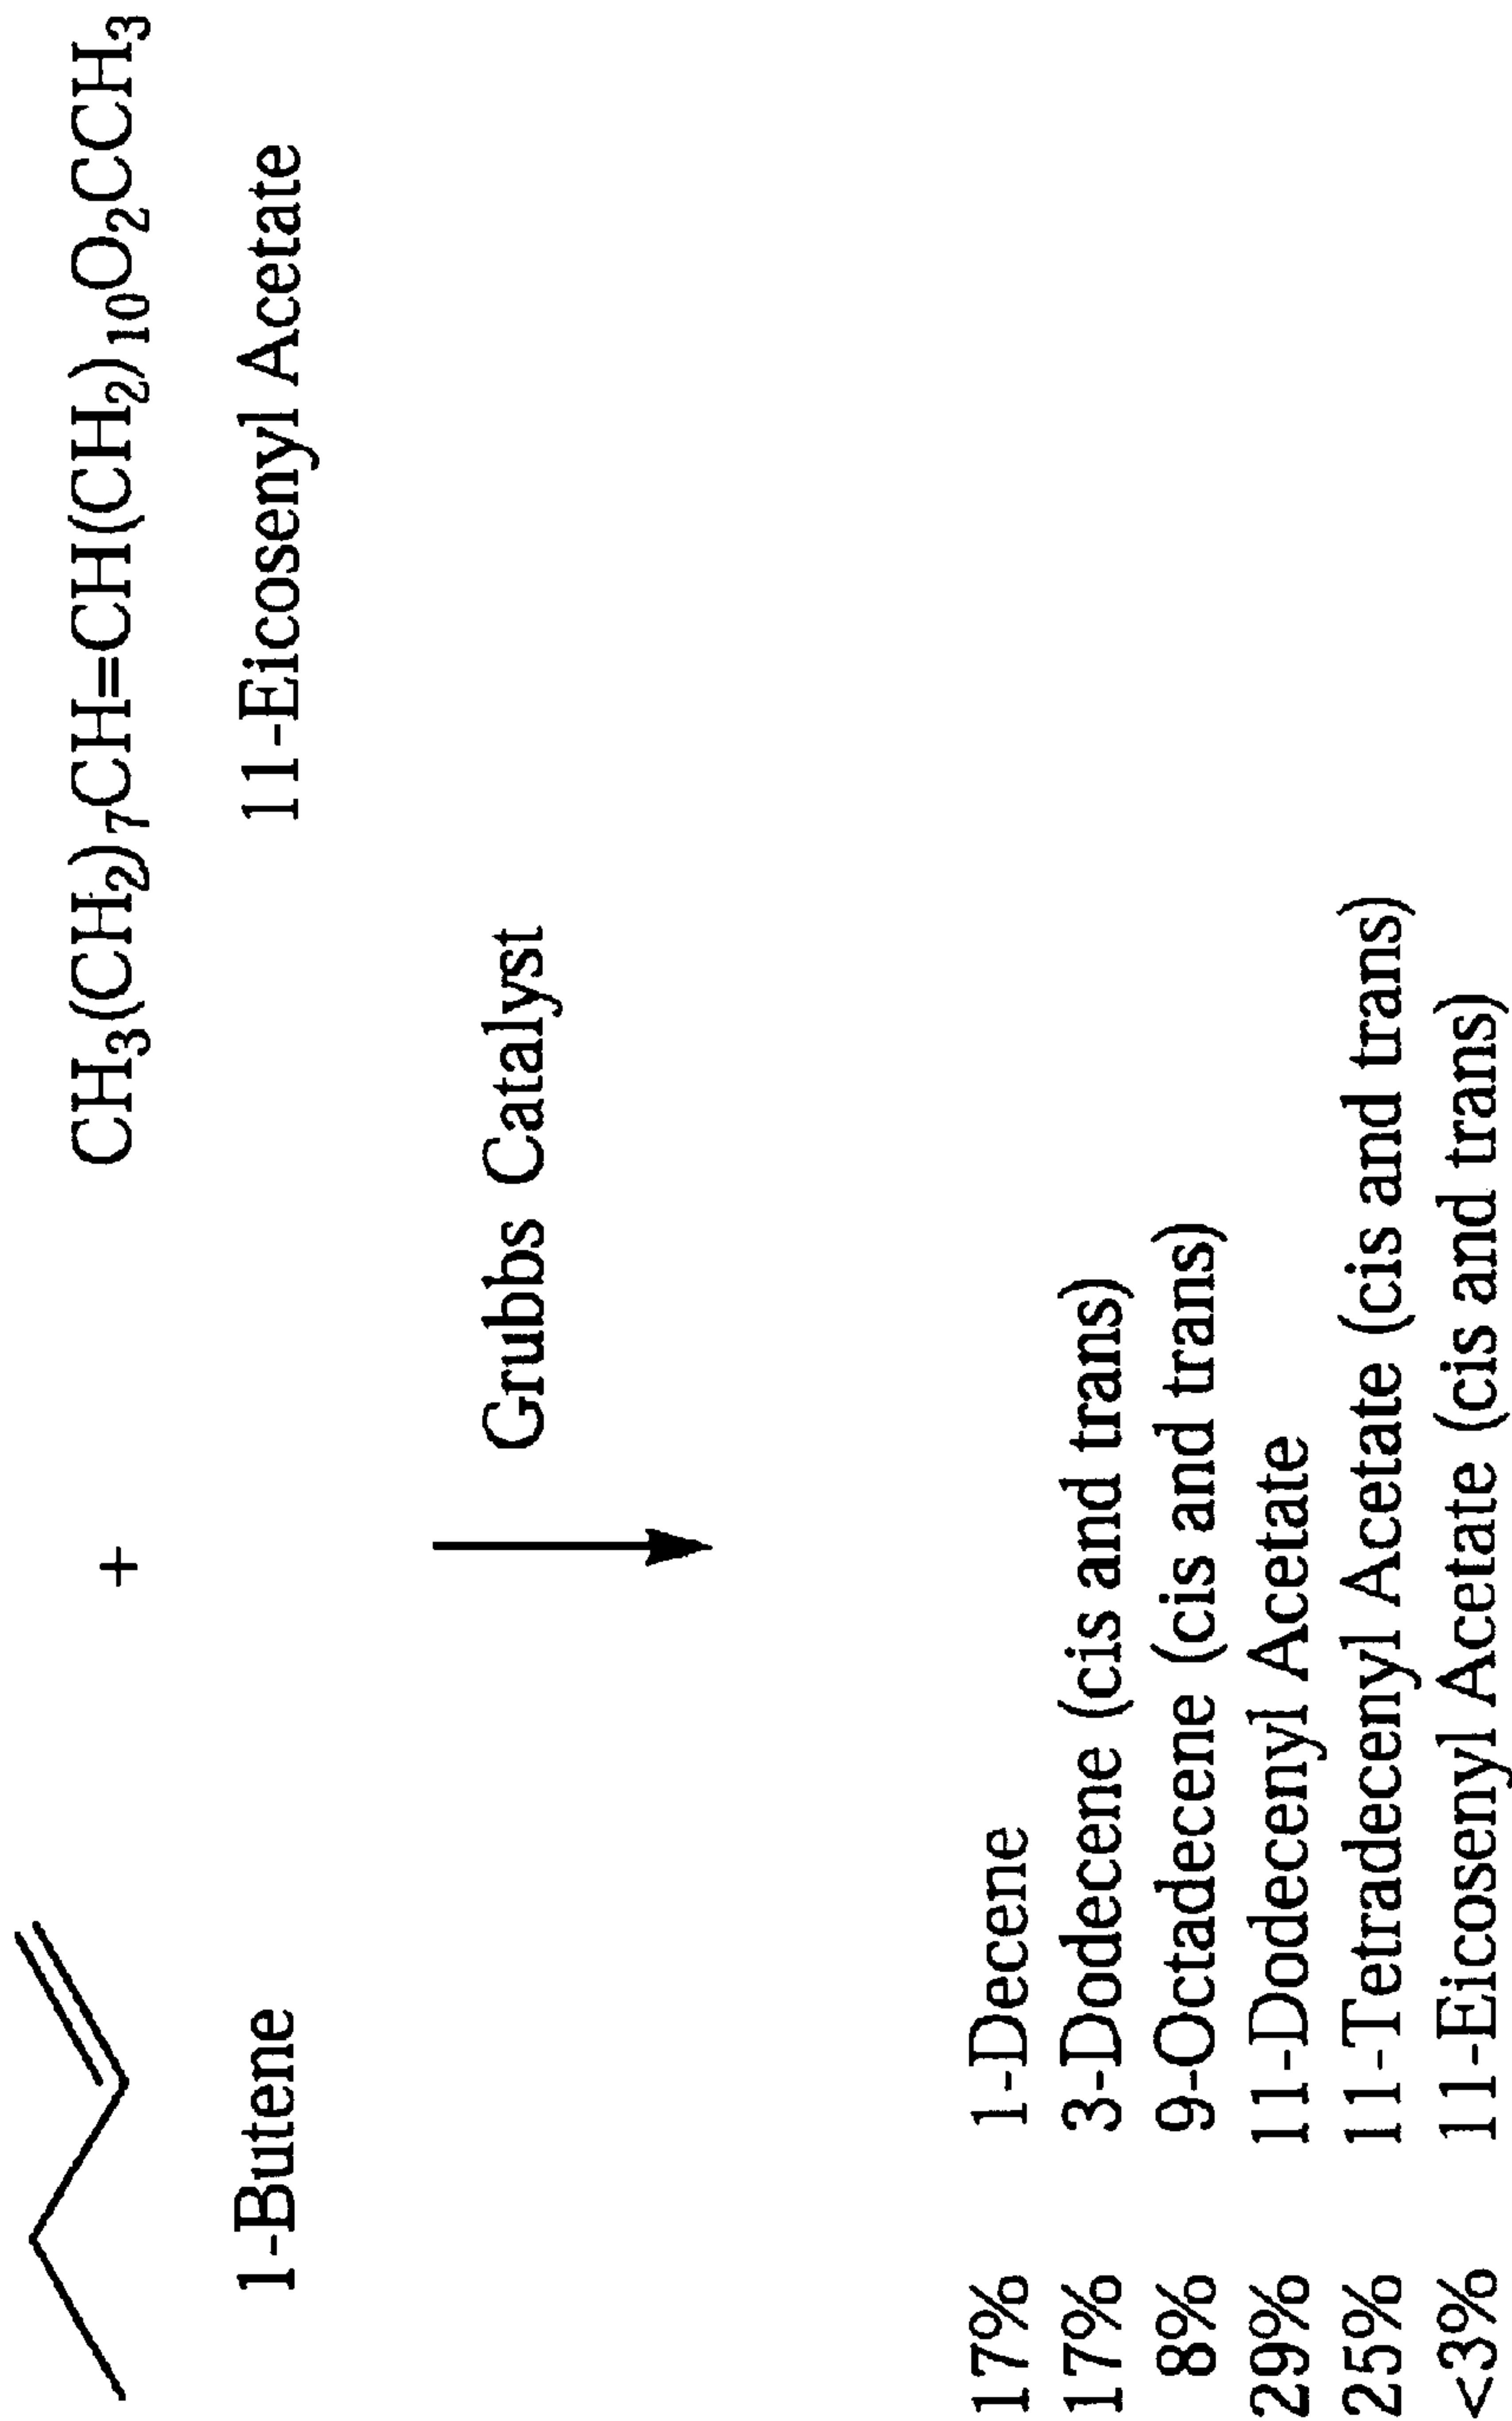 + CH3(CH2)7CH=CH(CH2)10O2CCH3
1-Butene 11-Eicosenyl Acetate
Grubbs Catalyst
17% 1-Decene
17% 3-Dodecene (cis and trans)
8% 9-Octadecene (cis and trans)
29% 11-Dodecenyl Acetate
25% 11-Tetradecenyl Acetate (cis and trans)
<3% 11-Eicosenyl Acetate (cis and trans)